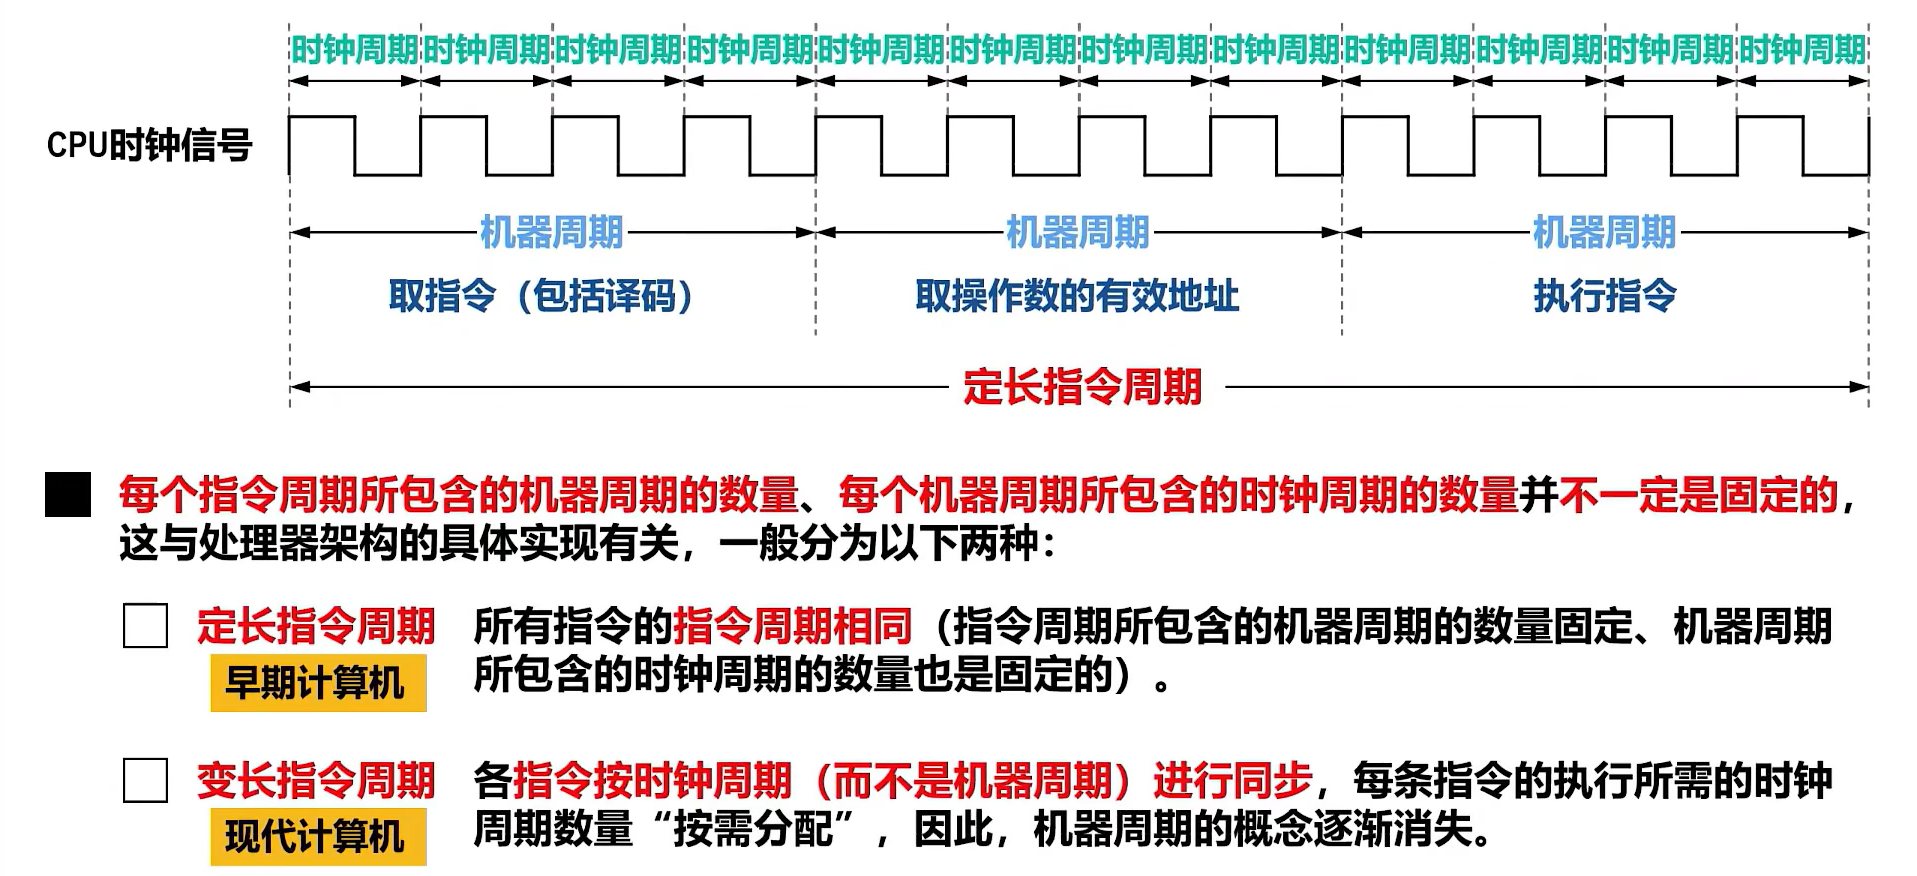 时钟周期 时钟周期 时钟周期 时钟周期 时钟周期 时钟周期 时钟周期 时钟周期 时钟周期 时钟周期 时钟周期 时钟周期
CPU时钟信号
机器周期 机器周期 机器周期
取指令（包括译码） 取操作数的有效地址 执行指令
定长指令周期
每个指令周期所包含的机器周期的数量、每个机器周期所包含的时钟周期的数量并不一定是固定的，
这与处理器架构的具体实现有关，一般分为以下两种：
定长指令周期 所有指令的指令周期相同（指令周期所包含的机器周期的数量固定、机器周期
早期计算机 所包含的时钟周期的数量也是固定的）。
变长指令周期 各指令按时钟周期（而不是机器周期）进行同步，每条指令的执行所需的时钟
现代计算机 周期数量“按需分配”，因此，机器周期的概念逐渐消失。